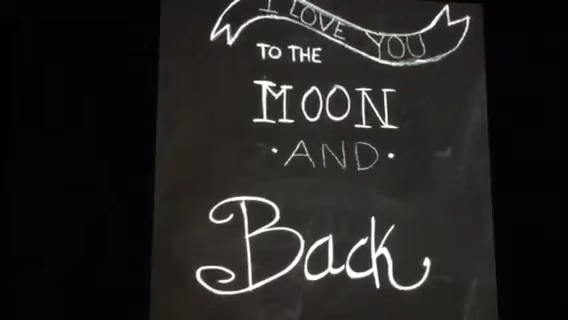 I LOVE YOU
TO THE
MOON
· AND ·
Back